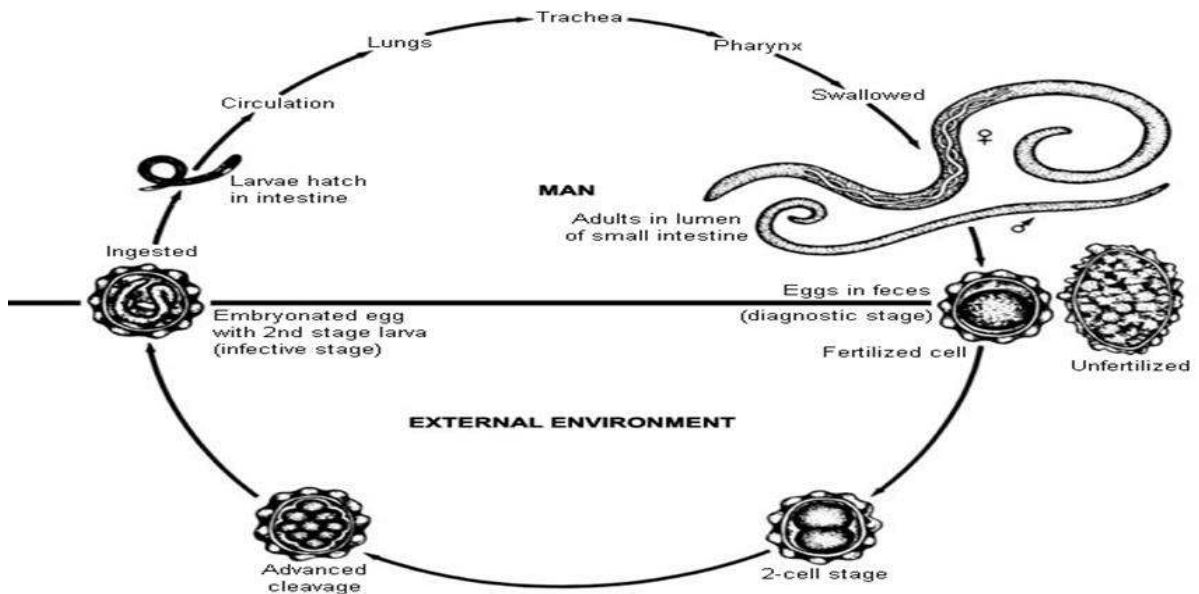 Trachea
Lungs
Pharynx
Circulation
Swallowed
Larvae hatch
in intestine
MAN
♀
Adults in lumen
of small intestine
♂
Ingested
Eggs in feces
(diagnostic stage)
Embryonated egg
with 2nd stage larva
(infective stage)
Fertilized cell
Unfertilized
EXTERNAL ENVIRONMENT
Advanced
cleavage
2-cell stage